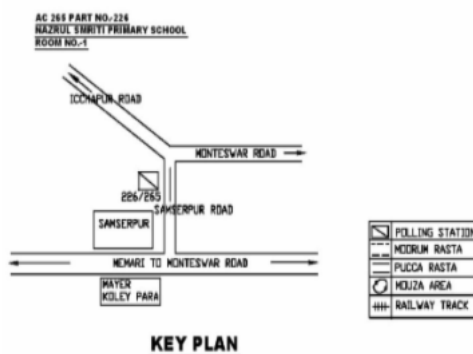 AC 265 PART NO.-226
NAZRUL SMRITI PRIMARY SCHOOL
ROOM NO.-1
ICCHAPUR ROAD
MONTESWAR ROAD
226/265
SAMSERPUR ROAD
SAMSERPUR
MEMARI TO MONTESWAR ROAD
MAYER
KOLEY PARA
POLLING STATION
MOORUM RASTA
PUCCA RASTA
MOUZA AREA
RAILWAY TRACK
KEY PLAN